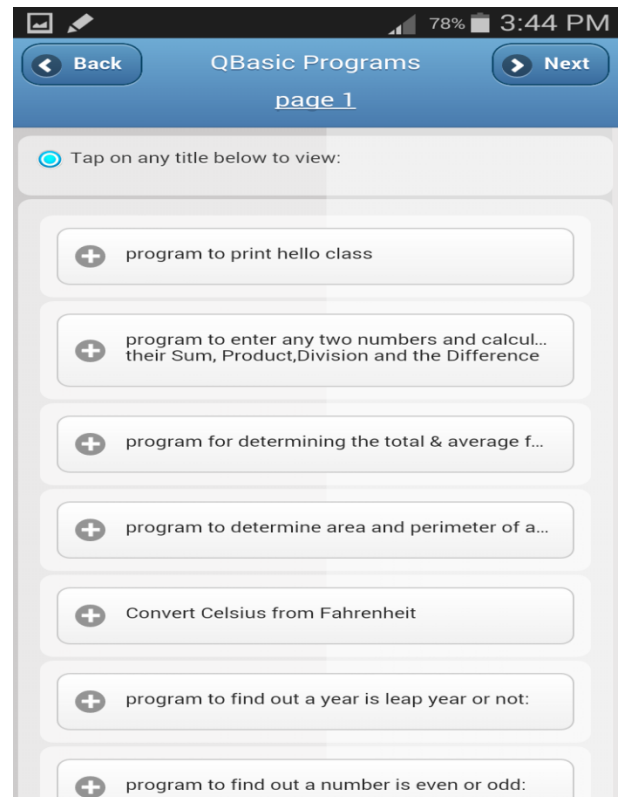 78% 3:44 PM
Back QBasic Programs Next
page 1
Tap on any title below to view:
program to print hello class
program to enter any two numbers and calcul...
their Sum, Product,Division and the Difference
program for determining the total & average f...
program to determine area and perimeter of a...
Convert Celsius from Fahrenheit
program to find out a year is leap year or not:
program to find out a number is even or odd: